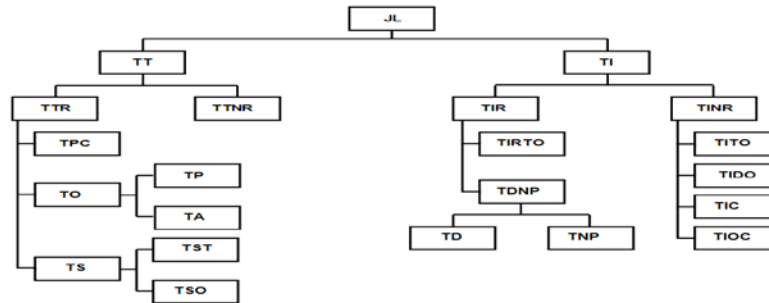 JL
TT
TI
TTR
TTNR
TIR
TINR
TPC
TIRTO
TITO
TP
TO
TDNP
TIDO
TA
TIC
TD
TNP
TST
TIOC
TS
TSO